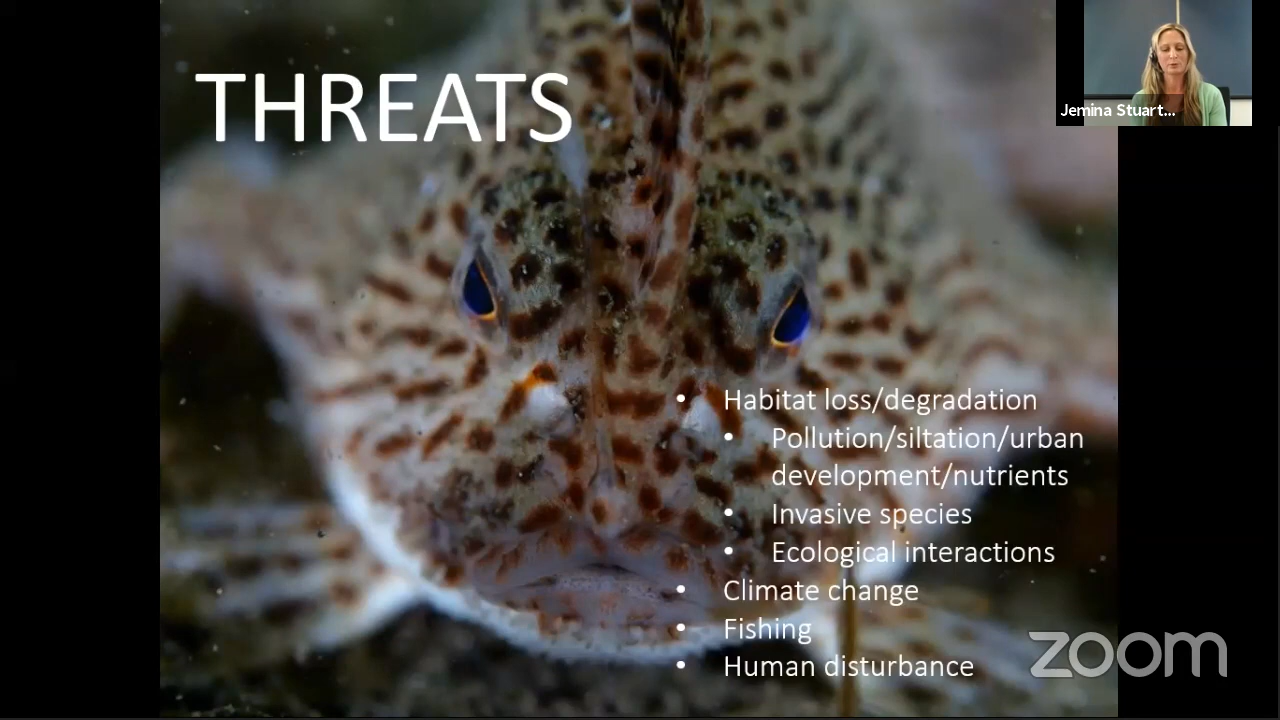 THREATS
Jemina Stuart...
• Habitat loss/degradation
• Pollution/siltation/urban
development/nutrients
• Invasive species
• Ecological interactions
• Climate change
• Fishing
• Human disturbance
zoom